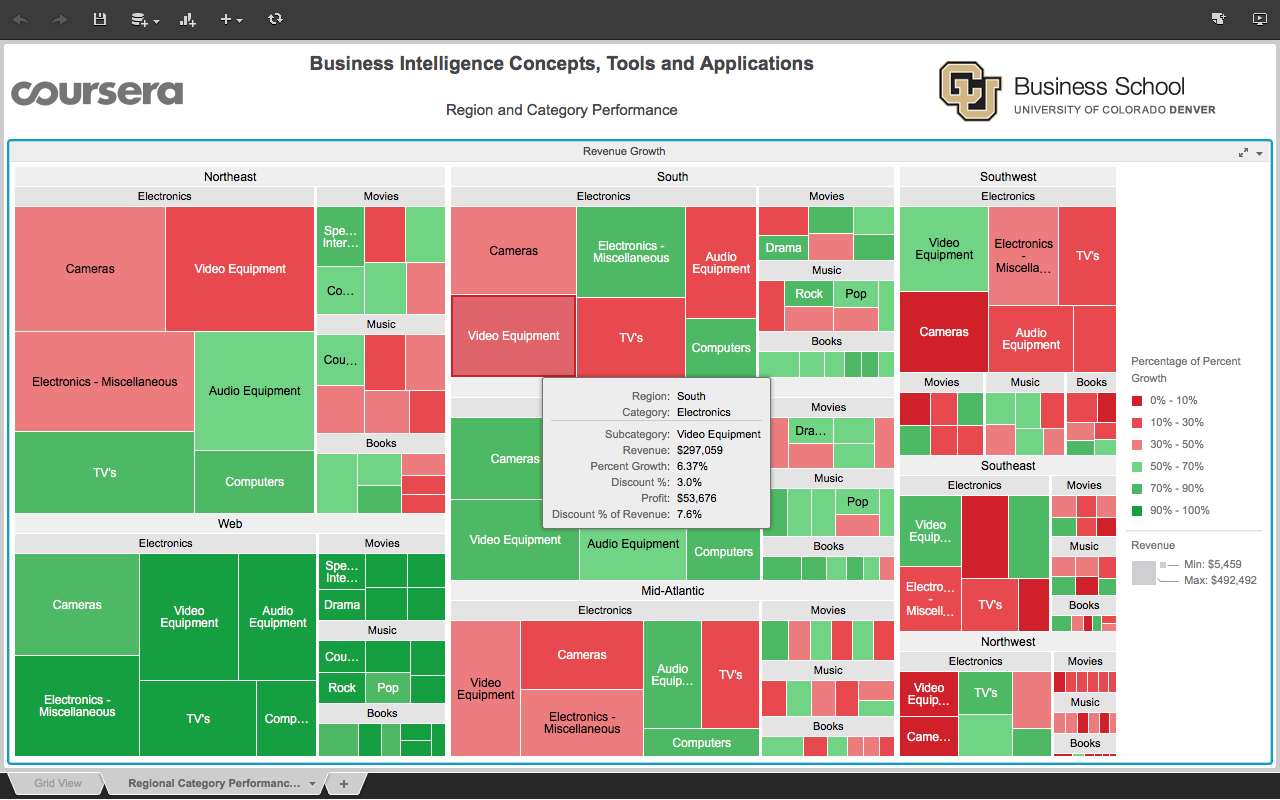 Business Intelligence Concepts, Tools and Applications
coursera
Region and Category Performance
CU
Business School
UNIVERSITY OF COLORADO DENVER
Revenue Growth
Northeast
Electronics
Movies
Cameras
Video Equipment
Spe...
Inter...
Co...
Music
Electronics - Miscellaneous
Audio Equipment
Cou...
Books
TV's
Computers
South
Electronics
Movies
Cameras
Electronics -
Miscellaneous
Audio
Equipment
Drama
Music
Video Equipment
TV's
Computers
Rock
Pop
Books
Region: South
Category: Electronics
Subcategory: Video Equipment
Revenue: $297,059
Percent Growth: 6.37%
Discount %: 3.0%
Profit: $53,676
Discount % of Revenue: 7.6%
Cameras
Video Equipment
Audio Equipment
Computers
Movies
Dra...
Music
Pop
Books
Southwest
Electronics
Video
Equipment
Electronics
-
Miscella...
TV's
Cameras
Audio
Equipment
Movies
Music
Books
Southeast
Electronics
Movies
Video
Equip...
Electro...
-
Miscell...
TV's
Music
Books
Web
Electronics
Movies
Cameras
Video
Equipment
Audio
Equipment
Spe...
Inte...
Drama
Music
Electronics -
Miscellaneous
TV's
Comp...
Cou...
Rock
Pop
Books
Mid-Atlantic
Electronics
Movies
Video
Equipment
Cameras
Audio
Equip...
TV's
Electronics -
Miscellaneous
Computers
Music
Books
Northwest
Electronics
Movies
Video
Equip...
TV's
Came...
Music
Books
Percentage of Percent
Growth
0% - 10%
10% - 30%
30% - 50%
50% - 70%
70% - 90%
90% - 100%
Revenue
Min: $5,459
Max: $492,492
Grid View
Regional Category Performanc...